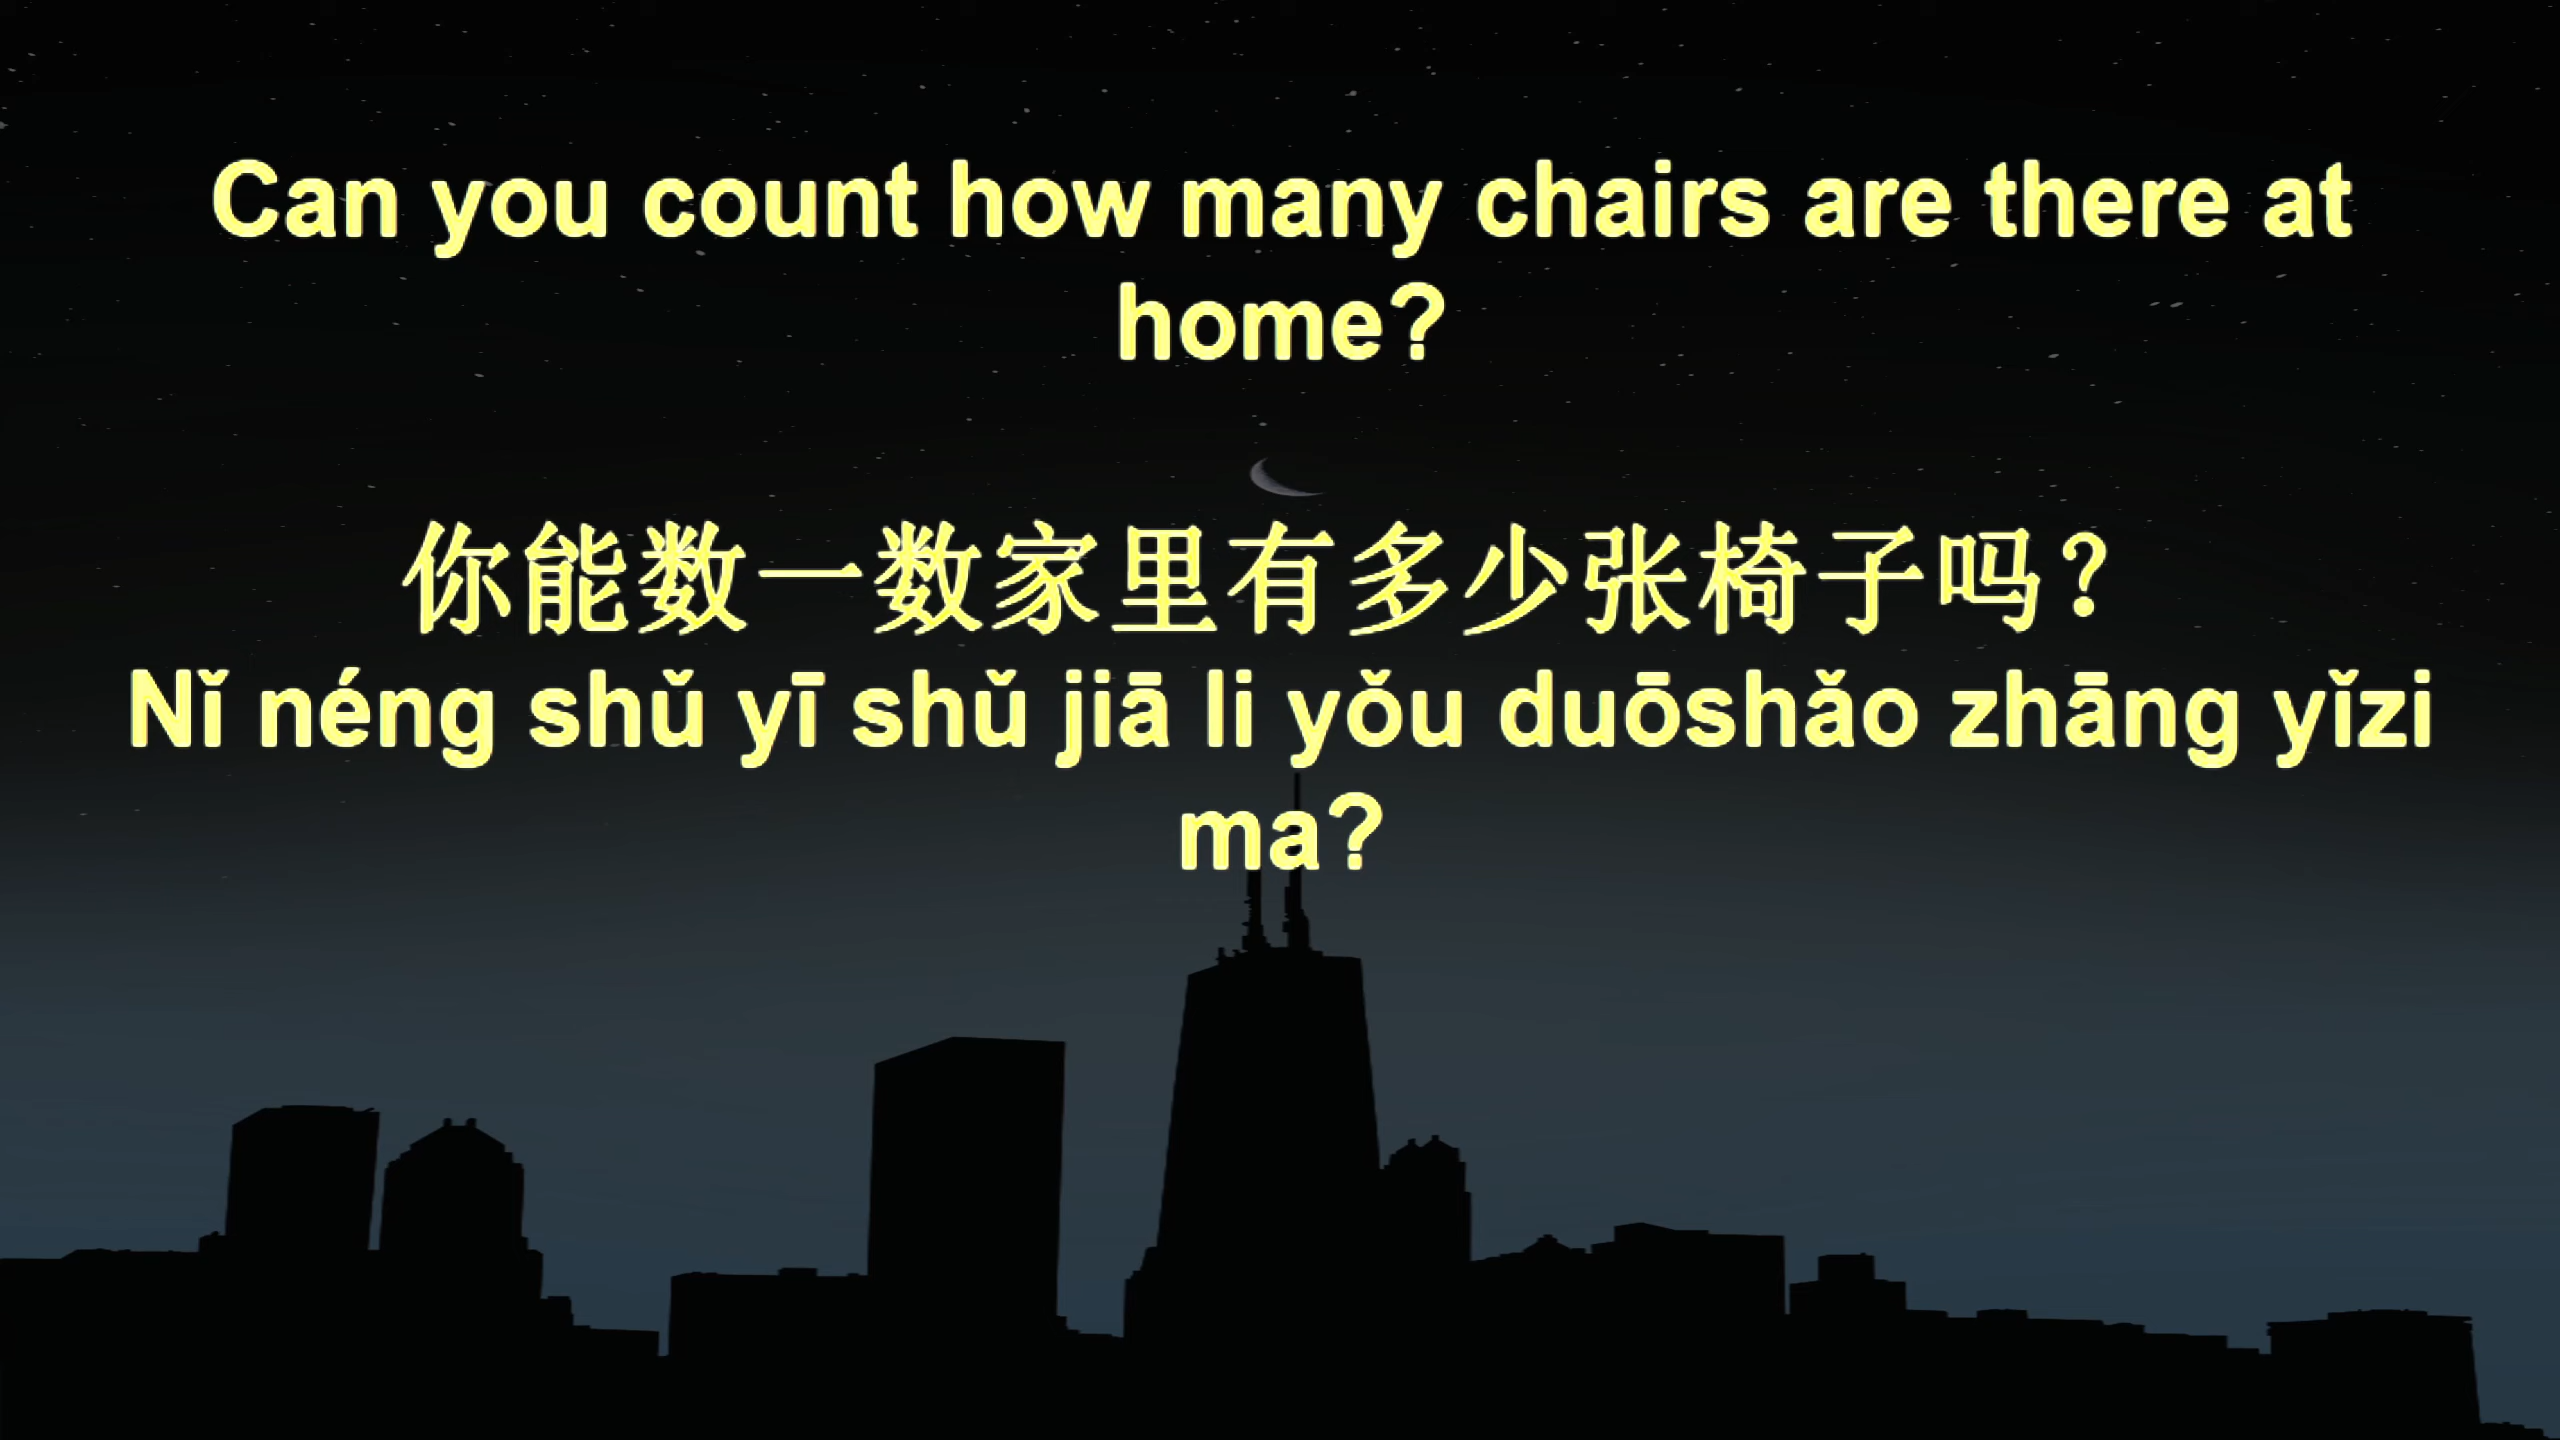 Can you count how many chairs are there at
home?
你能数一数家里有多少张椅子吗？
Nǐ néng shǔ yī shǔ jiā li yǒu duōshǎo zhāng yǐzi
ma?